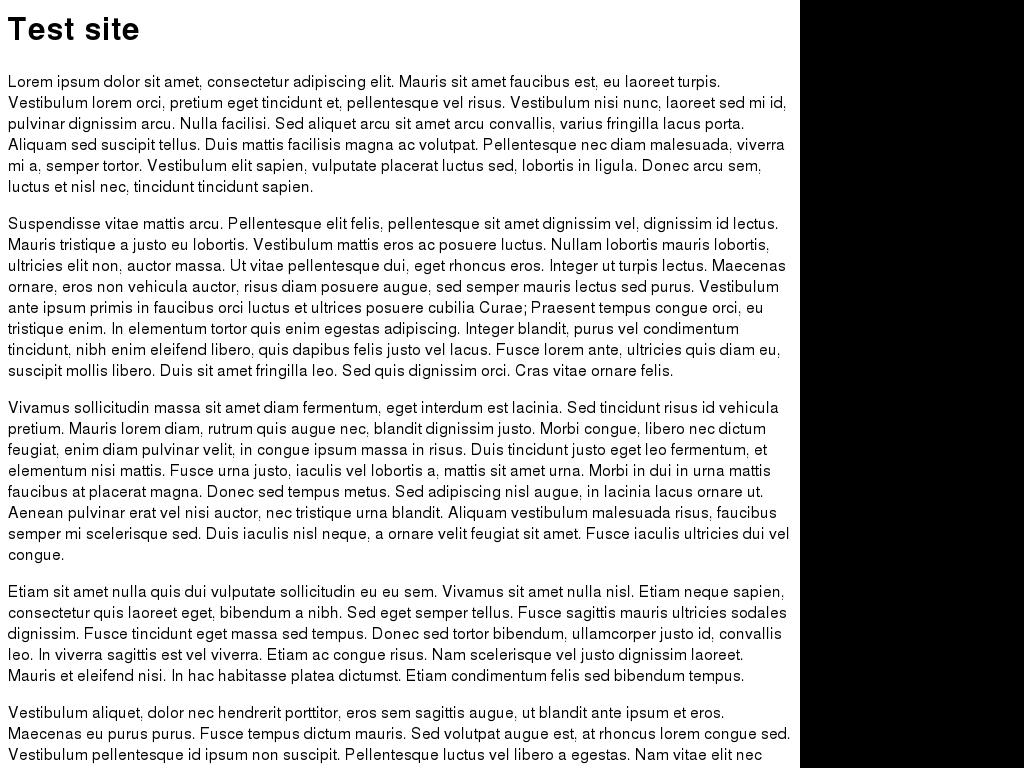 Test site
Lorem ipsum dolor sit amet, consectetur adipiscing elit. Mauris sit amet faucibus est, eu laoreet turpis.
Vestibulum lorem orci, pretium eget tincidunt et, pellentesque vel risus. Vestibulum nisi nunc, laoreet sed mi id,
pulvinar dignissim arcu. Nulla facilisi. Sed aliquet arcu sit amet arcu convallis, varius fringilla lacus porta.
Aliquam sed suscipit tellus. Duis mattis facilisis magna ac volutpat. Pellentesque nec diam malesuada, viverra
mi a, semper tortor. Vestibulum elit sapien, vulputate placerat luctus sed, lobortis in ligula. Donec arcu sem,
luctus et nisl nec, tincidunt tincidunt sapien.
Suspendisse vitae mattis arcu. Pellentesque elit felis, pellentesque sit amet dignissim vel, dignissim id lectus.
Mauris tristique a justo eu lobortis. Vestibulum mattis eros ac posuere luctus. Nullam lobortis mauris lobortis,
ultricies elit non, auctor massa. Ut vitae pellentesque dui, eget rhoncus eros. Integer ut turpis lectus. Maecenas
ornare, eros non vehicula auctor, risus diam posuere augue, sed semper mauris lectus sed purus. Vestibulum
ante ipsum primis in faucibus orci luctus et ultrices posuere cubilia Curae; Praesent tempus congue orci, eu
tristique enim. In elementum tortor quis enim egestas adipiscing. Integer blandit, purus vel condimentum
tincidunt, nibh enim eleifend libero, quis dapibus felis justo vel lacus. Fusce lorem ante, ultricies quis diam eu,
suscipit mollis libero. Duis sit amet fringilla leo. Sed quis dignissim orci. Cras vitae ornare felis.
Vivamus sollicitudin massa sit amet diam fermentum, eget interdum est lacinia. Sed tincidunt risus id vehicula
pretium. Mauris lorem diam, rutrum quis augue nec, blandit dignissim justo. Morbi congue, libero nec dictum
feugiat, enim diam pulvinar velit, in congue ipsum massa in risus. Duis tincidunt justo eget leo fermentum, et
elementum nisi mattis. Fusce urna justo, iaculis vel lobortis a, mattis sit amet urna. Morbi in dui in urna mattis
faucibus at placerat magna. Donec sed tempus metus. Sed adipiscing nisl augue, in lacinia lacus ornare ut.
Aenean pulvinar erat vel nisi auctor, nec tristique urna blandit. Aliquam vestibulum malesuada risus, faucibus
semper mi scelerisque sed. Duis iaculis nisl neque, a ornare velit feugiat sit amet. Fusce iaculis ultricies dui vel
congue.
Etiam sit amet nulla quis dui vulputate sollicitudin eu eu sem. Vivamus sit amet nulla nisl. Etiam neque sapien,
consectetur quis laoreet eget, bibendum a nibh. Sed eget semper tellus. Fusce sagittis mauris ultricies sodales
dignissim. Fusce tincidunt eget massa sed tempus. Donec sed tortor bibendum, ullamcorper justo id, convallis
leo. In viverra sagittis est vel viverra. Etiam ac congue risus. Nam scelerisque vel justo dignissim laoreet.
Mauris et eleifend nisi. In hac habitasse platea dictumst. Etiam condimentum felis sed bibendum tempus.
Vestibulum aliquet, dolor nec hendrerit porttitor, eros sem sagittis augue, ut blandit ante ipsum et eros.
Maecenas eu purus purus. Fusce tempus dictum mauris. Sed volutpat augue est, at rhoncus lorem congue sed.
Vestibulum pellentesque id ipsum non suscipit. Pellentesque luctus vel libero a egestas. Nam vitae elit nec